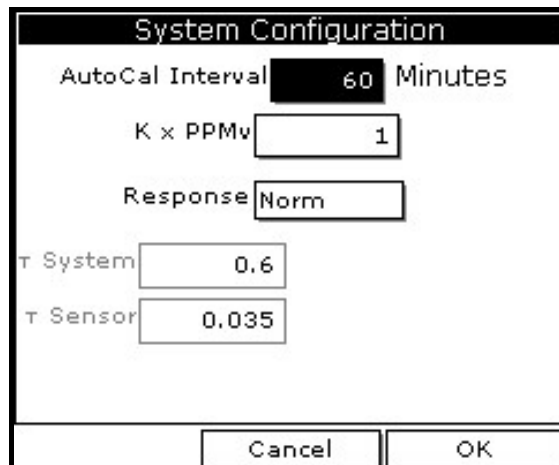 System Configuration
AutoCal Interval 60 Minutes
K x PPMv 1
Response Norm
τ System 0.6
τ Sensor 0.035
Cancel OK